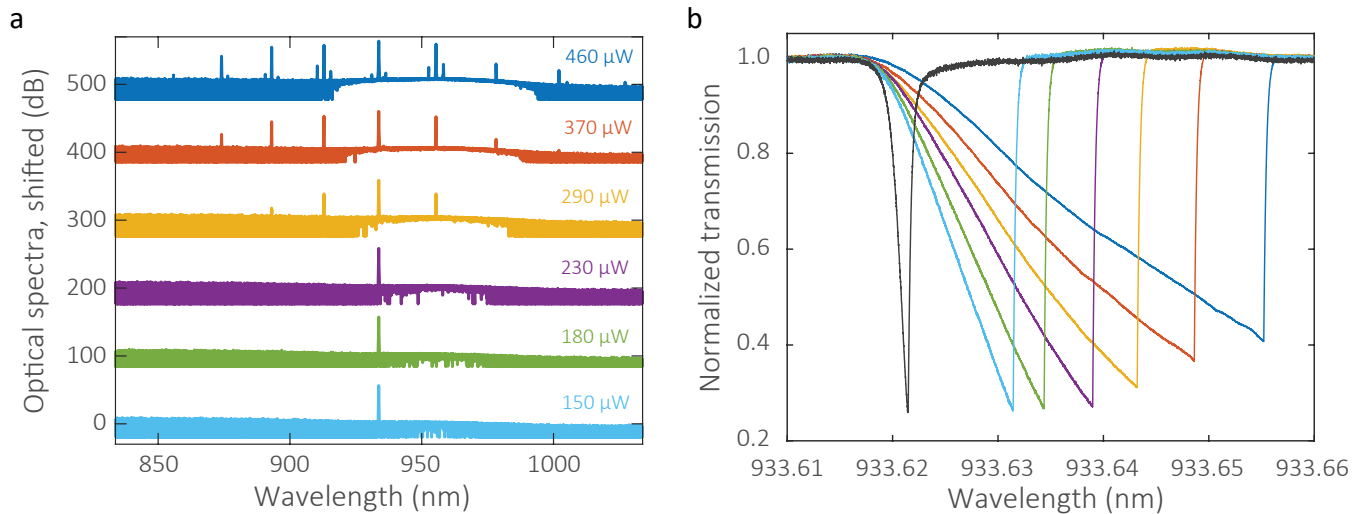 a
Optical spectra, shifted (dB)
500
400
300
200
100
0
460 µW
370 µW
290 µW
230 µW
180 µW
150 µW
850
900
950
1000
Wavelength (nm)
b
Normalized transmission
1.0
0.8
0.6
0.4
0.2
933.61
933.62
933.63
933.64
933.65
933.66
Wavelength (nm)